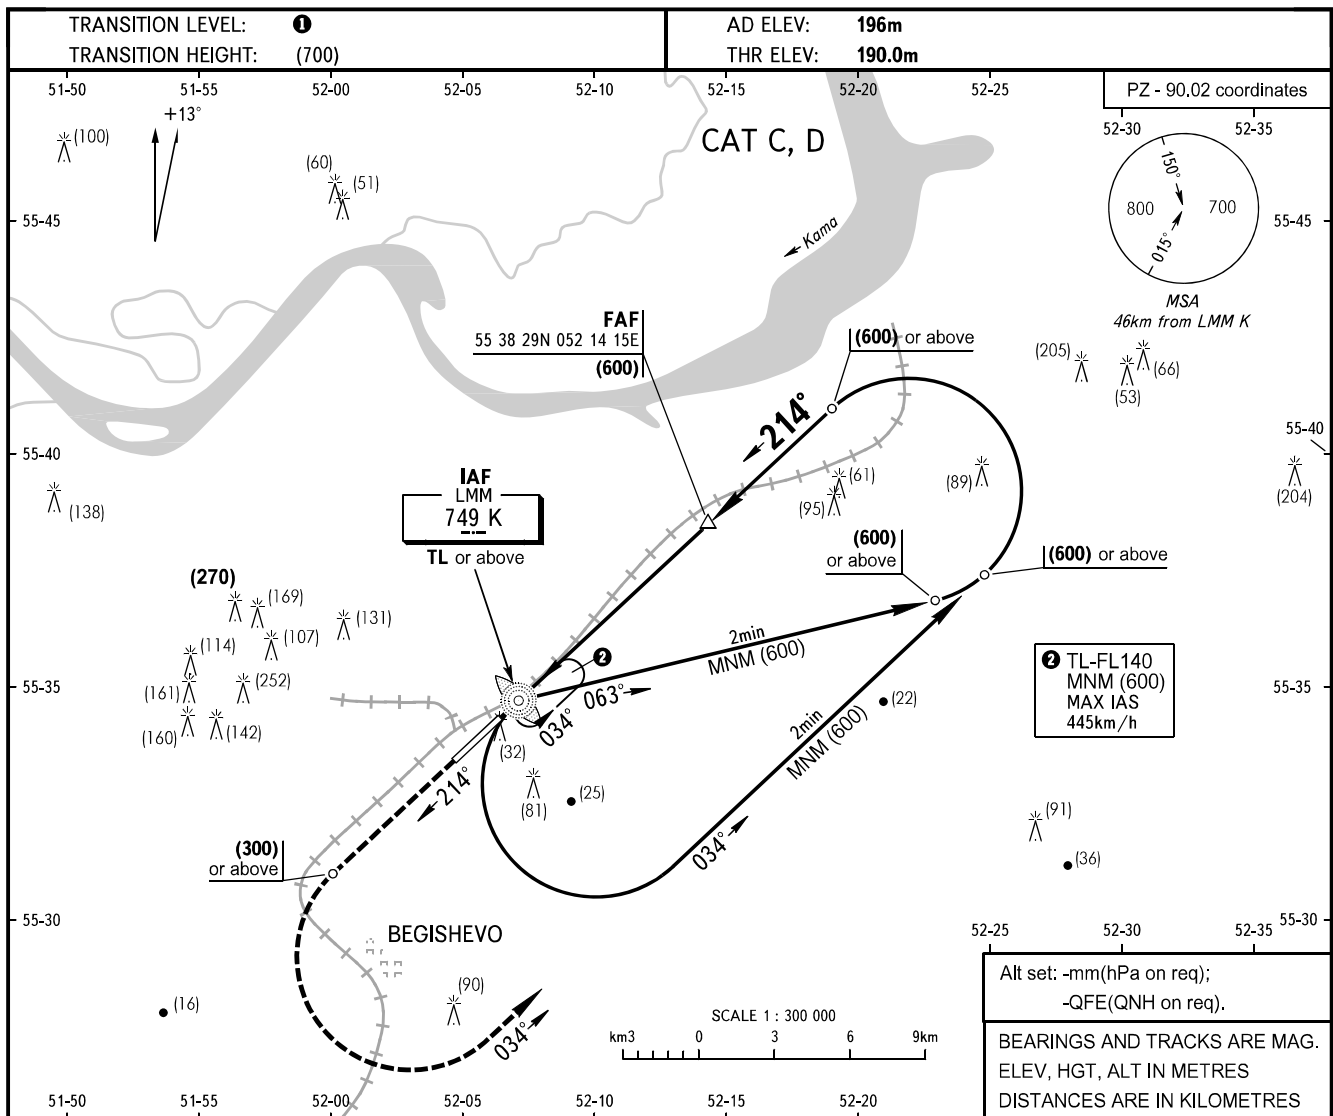 TRANSITION LEVEL: ❶
TRANSITION HEIGHT: (700)
AD ELEV: 196m
THR ELEV: 190.0m
51-50 51-55 52-00 52-05 52-10 52-15 52-20 52-25
PZ - 90.02 coordinates
52-30 52-35
+13°
(100)
CAT C, D
(60)
(51)
150°
800 700
015°
55-45
55-45
Kama
MSA
46km from LMM K
FAF
55 38 29N 052 14 15E
(600)
(600) or above
(205)
(66)
(53)
214°
55-40
55-40
IAF
LMM
749 K
TL or above
(61)
(95)
(89)
(204)
(138)
(600)
or above
(600) or above
(270)
(169)
(131)
(107)
(114)
(252)
(161)
(160)
(142)
❷
2min
MNM (600)
063°
034°
❷ TL-FL140
MNM (600)
MAX IAS
445km/h
55-35
55-35
(22)
2min
MNM (600)
(32)
214°
(81)
(25)
034°
(91)
(36)
(300)
or above
55-30
55-30
BEGISHEVO
52-25 52-30 52-35
(90)
(16)
034°
SCALE 1 : 300 000
km3 0 3 6 9km
Alt set: -mm(hPa on req);
-QFE(QNH on req).
BEARINGS AND TRACKS ARE MAG.
ELEV, HGT, ALT IN METRES
DISTANCES ARE IN KILOMETRES
51-50 51-55 52-00 52-05 52-10 52-15 52-20